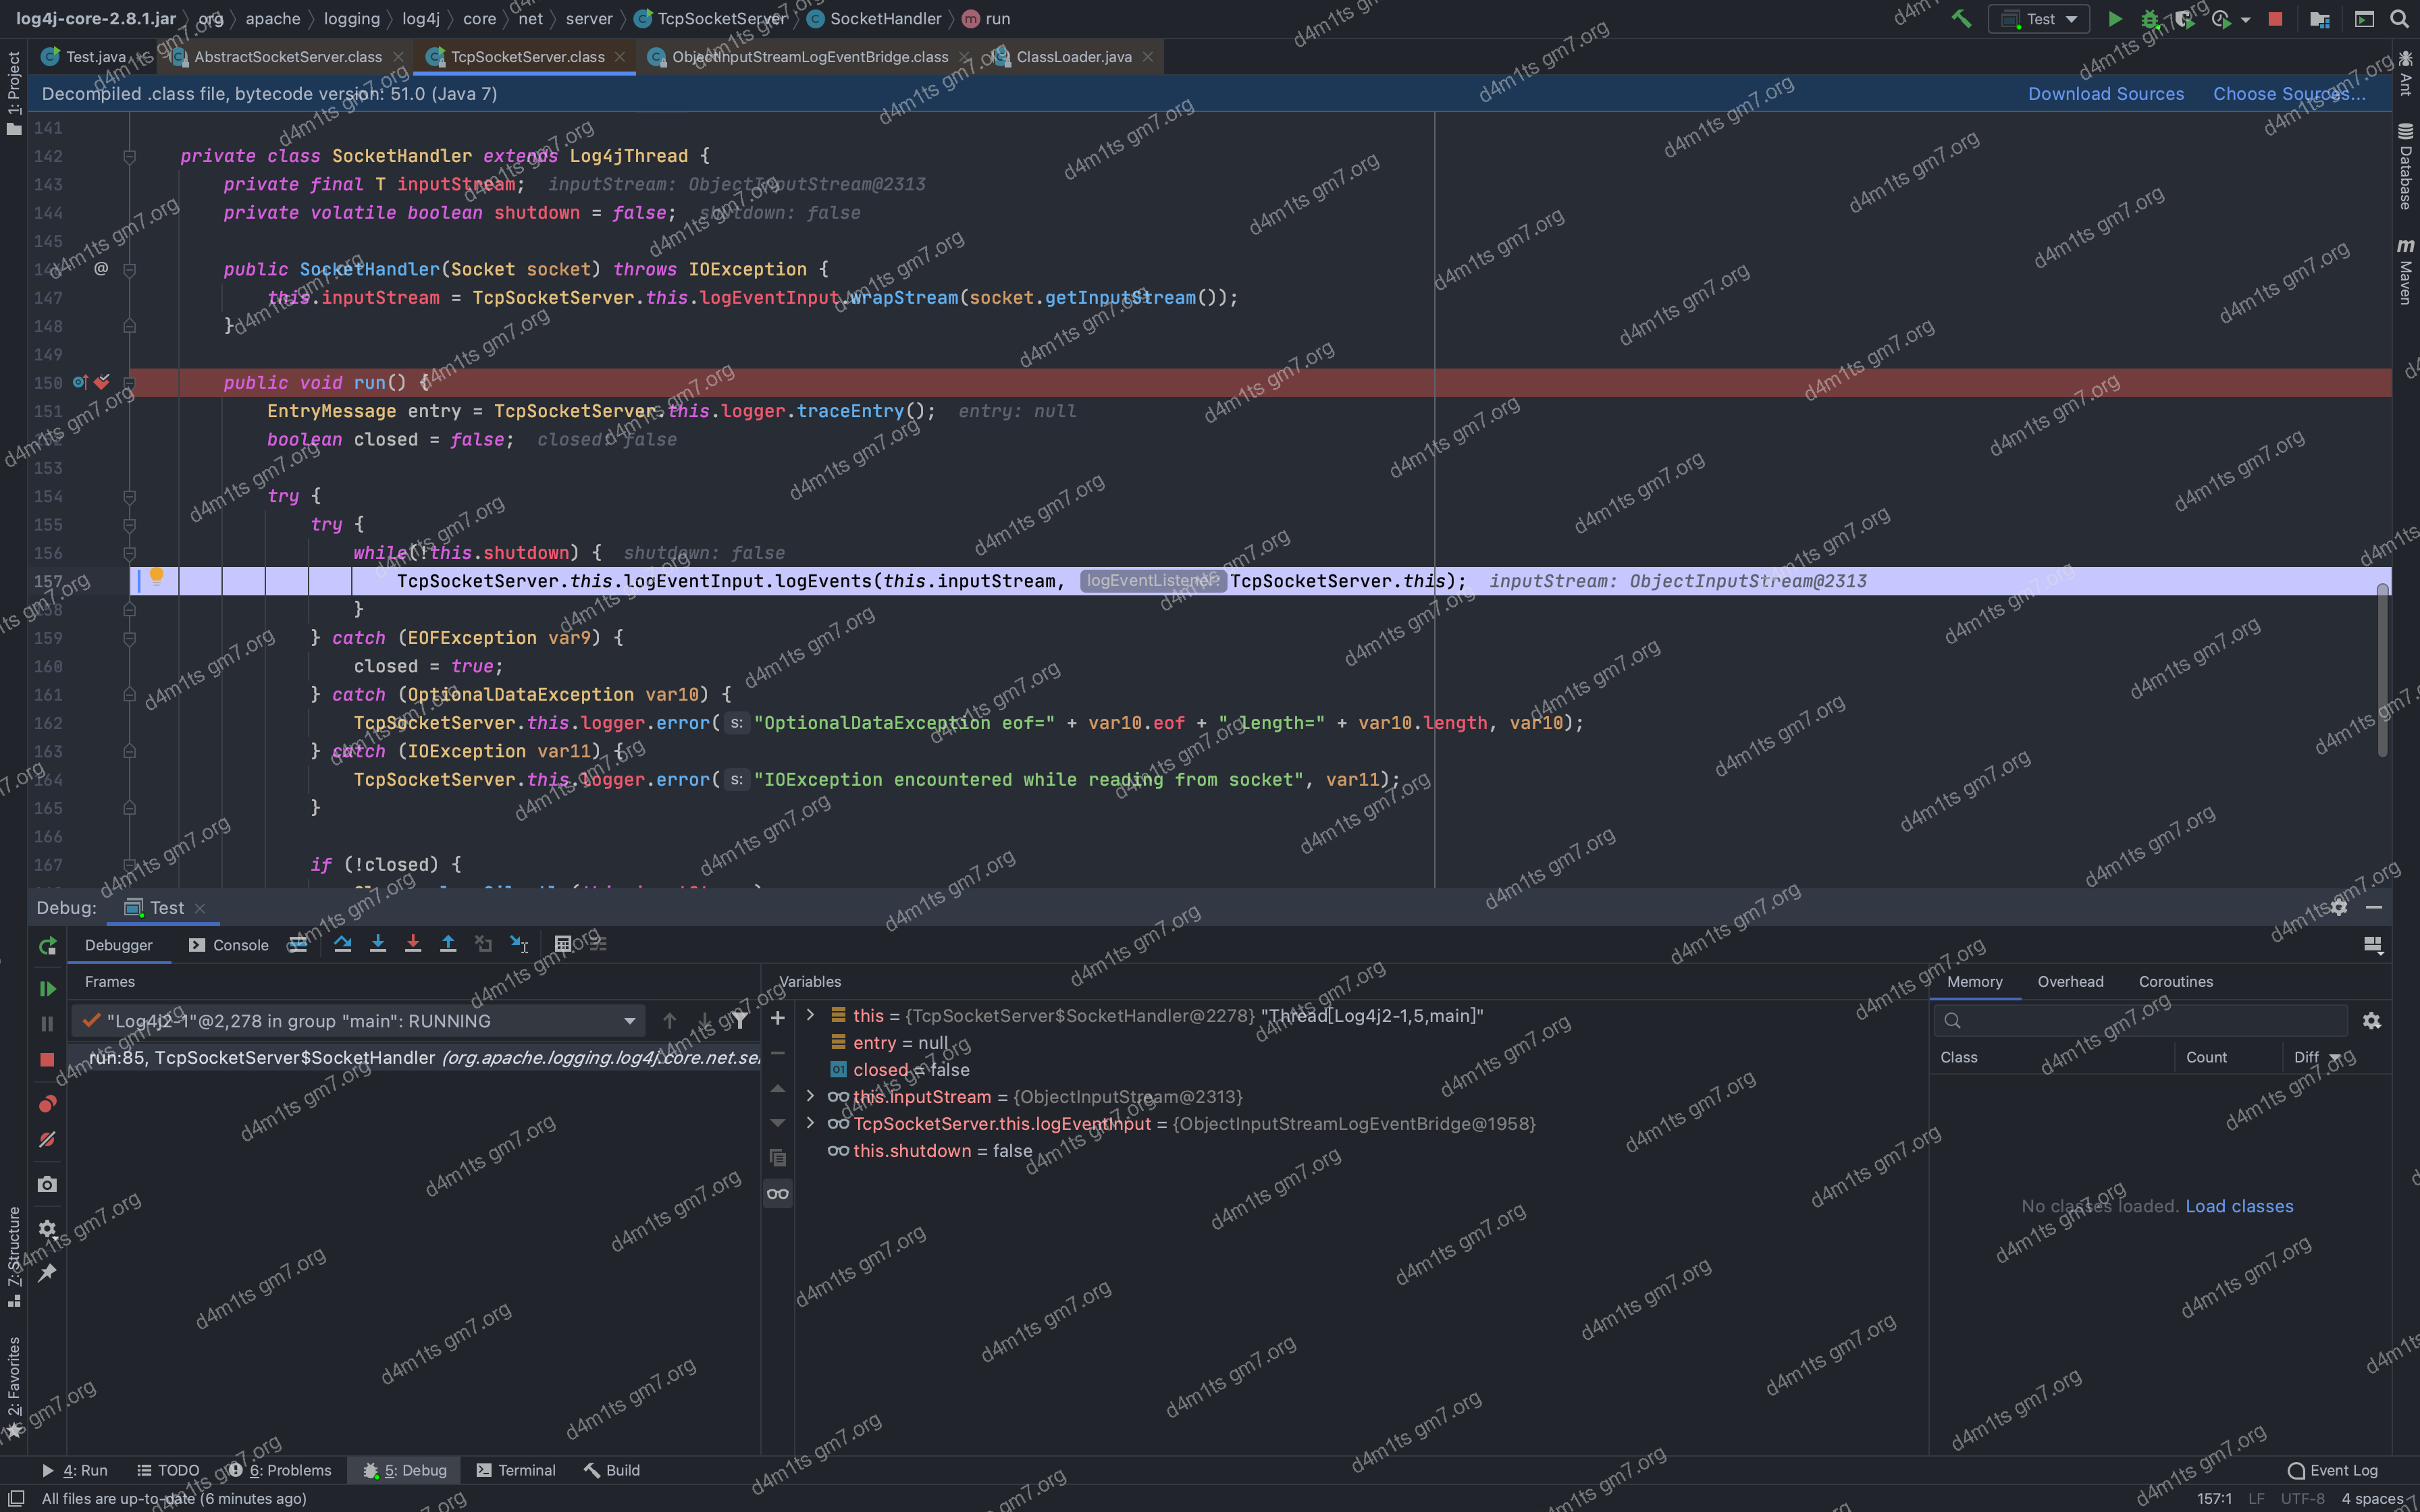 log4j-core-2.8.1.jar 〉 org 〉 apache 〉 logging 〉 log4j 〉 core 〉 net 〉 server 〉 TcpSocketServer 〉 SocketHandler 〉 run
Test
Test.java
AbstractSocketServer.class
TcpSocketServer.class
ObjectInputStreamLogEventBridge.class
ClassLoader.java
Decompiled .class file, bytecode version: 51.0 (Java 7)
Download Sources
Choose Sources...
1: Project
Ant
Database
Maven
7: Structure
2: Favorites
141
142 private class SocketHandler extends Log4jThread {
143 private final T inputStream; inputStream: ObjectInputStream@2313
144 private volatile boolean shutdown = false; shutdown: false
145
146 @ public SocketHandler(Socket socket) throws IOException {
147 this.inputStream = TcpSocketServer.this.logEventInput.wrapStream(socket.getInputStream());
148 }
149
150 public void run() {
151 EntryMessage entry = TcpSocketServer.this.logger.traceEntry(); entry: null
152 boolean closed = false; closed: false
153
154 try {
155 try {
156 while(!this.shutdown) { shutdown: false
157 TcpSocketServer.this.logEventInput.logEvents(this.inputStream, logEventListener: TcpSocketServer.this); inputStream: ObjectInputStream@2313
158 }
159 } catch (EOFException var9) {
160 closed = true;
161 } catch (OptionalDataException var10) {
162 TcpSocketServer.this.logger.error( s: "OptionalDataException eof=" + var10.eof + " length=" + var10.length, var10);
163 } catch (IOException var11) {
164 TcpSocketServer.this.logger.error( s: "IOException encountered while reading from socket", var11);
165 }
166
167 if (!closed) {
Debug: Test
Debugger
Console
Frames
Variables
Memory
Overhead
Coroutines
"Log4j2-1"@2,278 in group "main": RUNNING
run:85, TcpSocketServer$SocketHandler (org.apache.logging.log4j.core.net.se
this = {TcpSocketServer$SocketHandler@2278} "Thread[Log4j2-1,5,main]"
entry = null
closed = false
this.inputStream = {ObjectInputStream@2313}
TcpSocketServer.this.logEventInput = {ObjectInputStreamLogEventBridge@1958}
this.shutdown = false
Class
Count
Diff
No classes loaded. Load classes
4: Run
TODO
6: Problems
5: Debug
Terminal
Build
Event Log
All files are up-to-date (6 minutes ago)
157:1 LF UTF-8 4 spaces
d4m1ts gm7.org